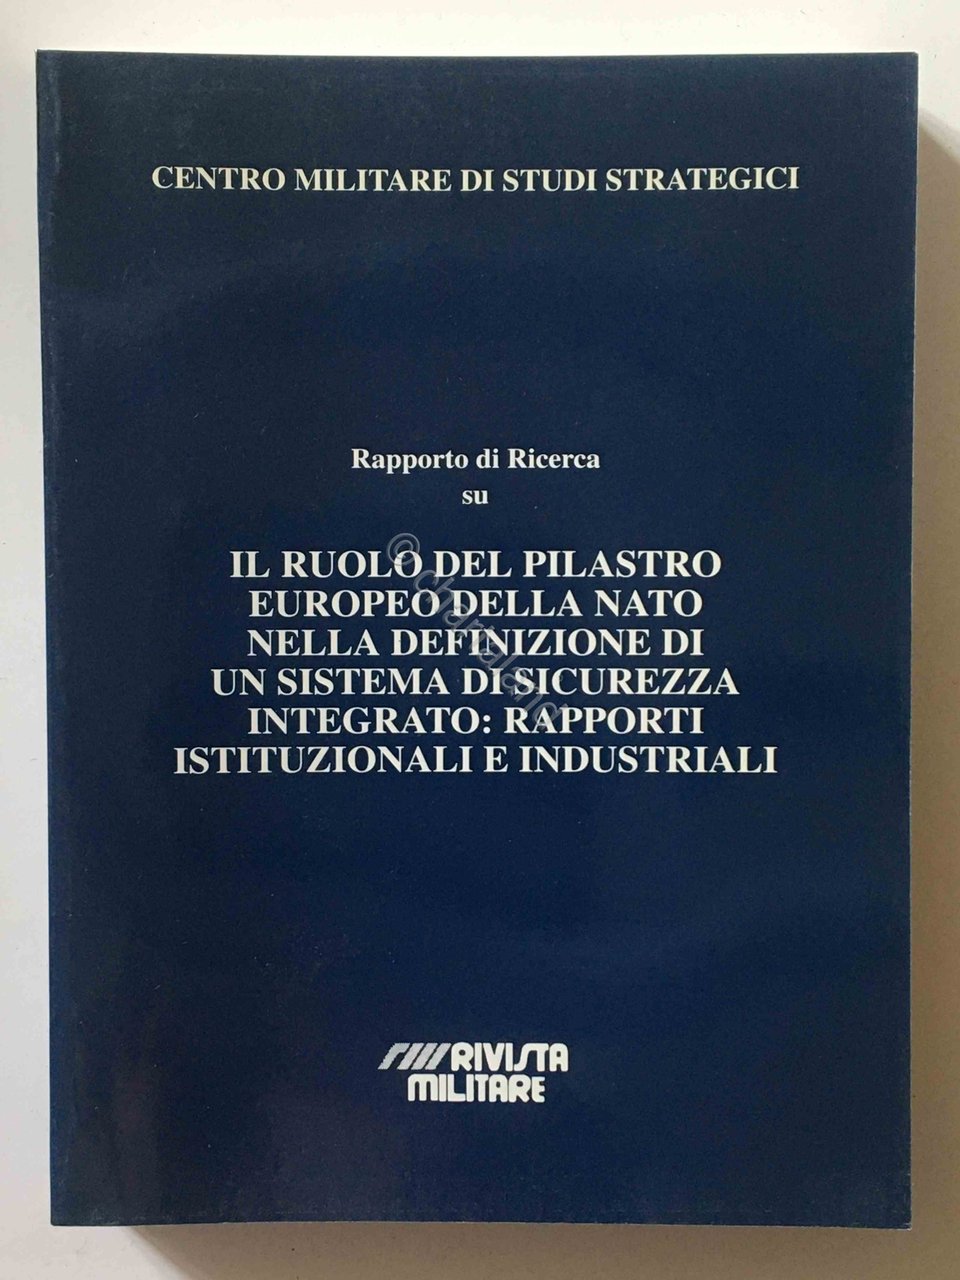 CENTRO MILITARE DI STUDI STRATEGICI
Rapporto di Ricerca
su
IL RUOLO DEL PILASTRO
EUROPEO DELLA NATO
NELLA DEFINIZIONE DI
UN SISTEMA DI SICUREZZA
INTEGRATO: RAPPORTI
ISTITUZIONALI E INDUSTRIALI
© chartaland
RIVISTA
MILITARE